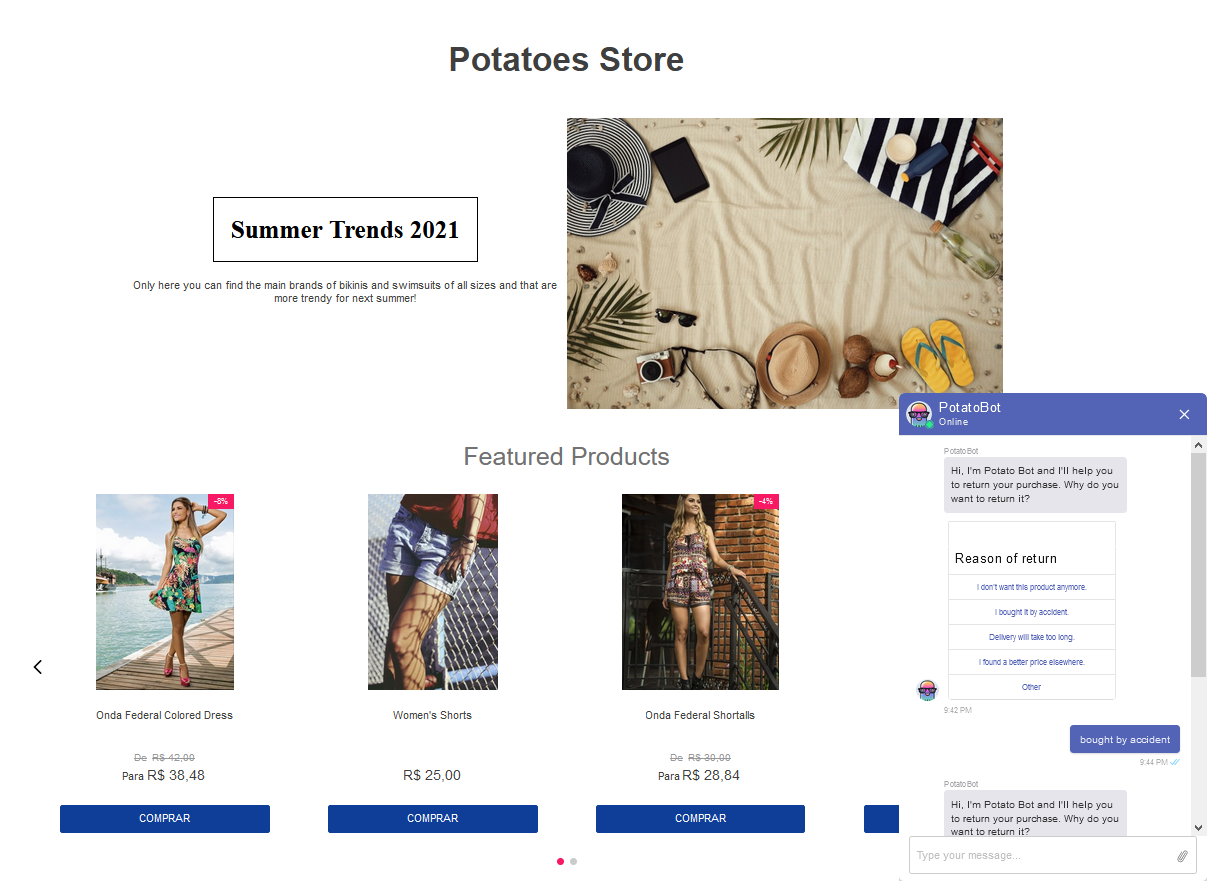 Potatoes Store
Summer Trends 2021
Only here you can find the main brands of bikinis and swimsuits of all sizes and that are
more trendy for next summer!
Featured Products
-8%
-4%
Onda Federal Colored Dress
Women's Shorts
Onda Federal Shortalls
De R$ 42,00
Para R$ 38,48
R$ 25,00
De R$ 30,00
Para R$ 28,84
COMPRAR
COMPRAR
COMPRAR
PotatoBot
Online
PotatoBot
Hi, I'm Potato Bot and I'll help you
to return your purchase. Why do you
want to return it?
Reason of return
I don't want this product anymore.
I bought it by accident.
Delivery will take too long.
I found a better price elsewhere.
Other
9:42 PM
bought by accident
9:44 PM
PotatoBot
Hi, I'm Potato Bot and I'll help you
to return your purchase. Why do you
want to return it?
Type your message...